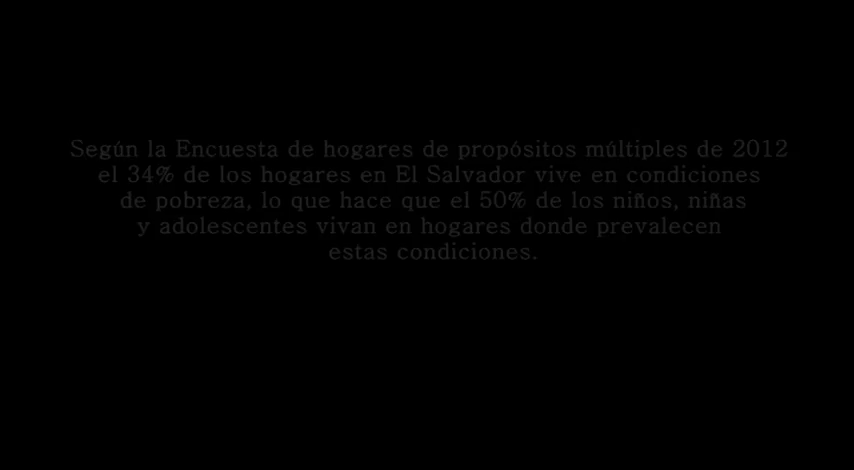 Según la Encuesta de hogares de propósitos múltiples de 2012
el 34% de los hogares en El Salvador vive en condiciones
de pobreza, lo que hace que el 50% de los niños, niñas
y adolescentes vivan en hogares donde prevalecen
estas condiciones.